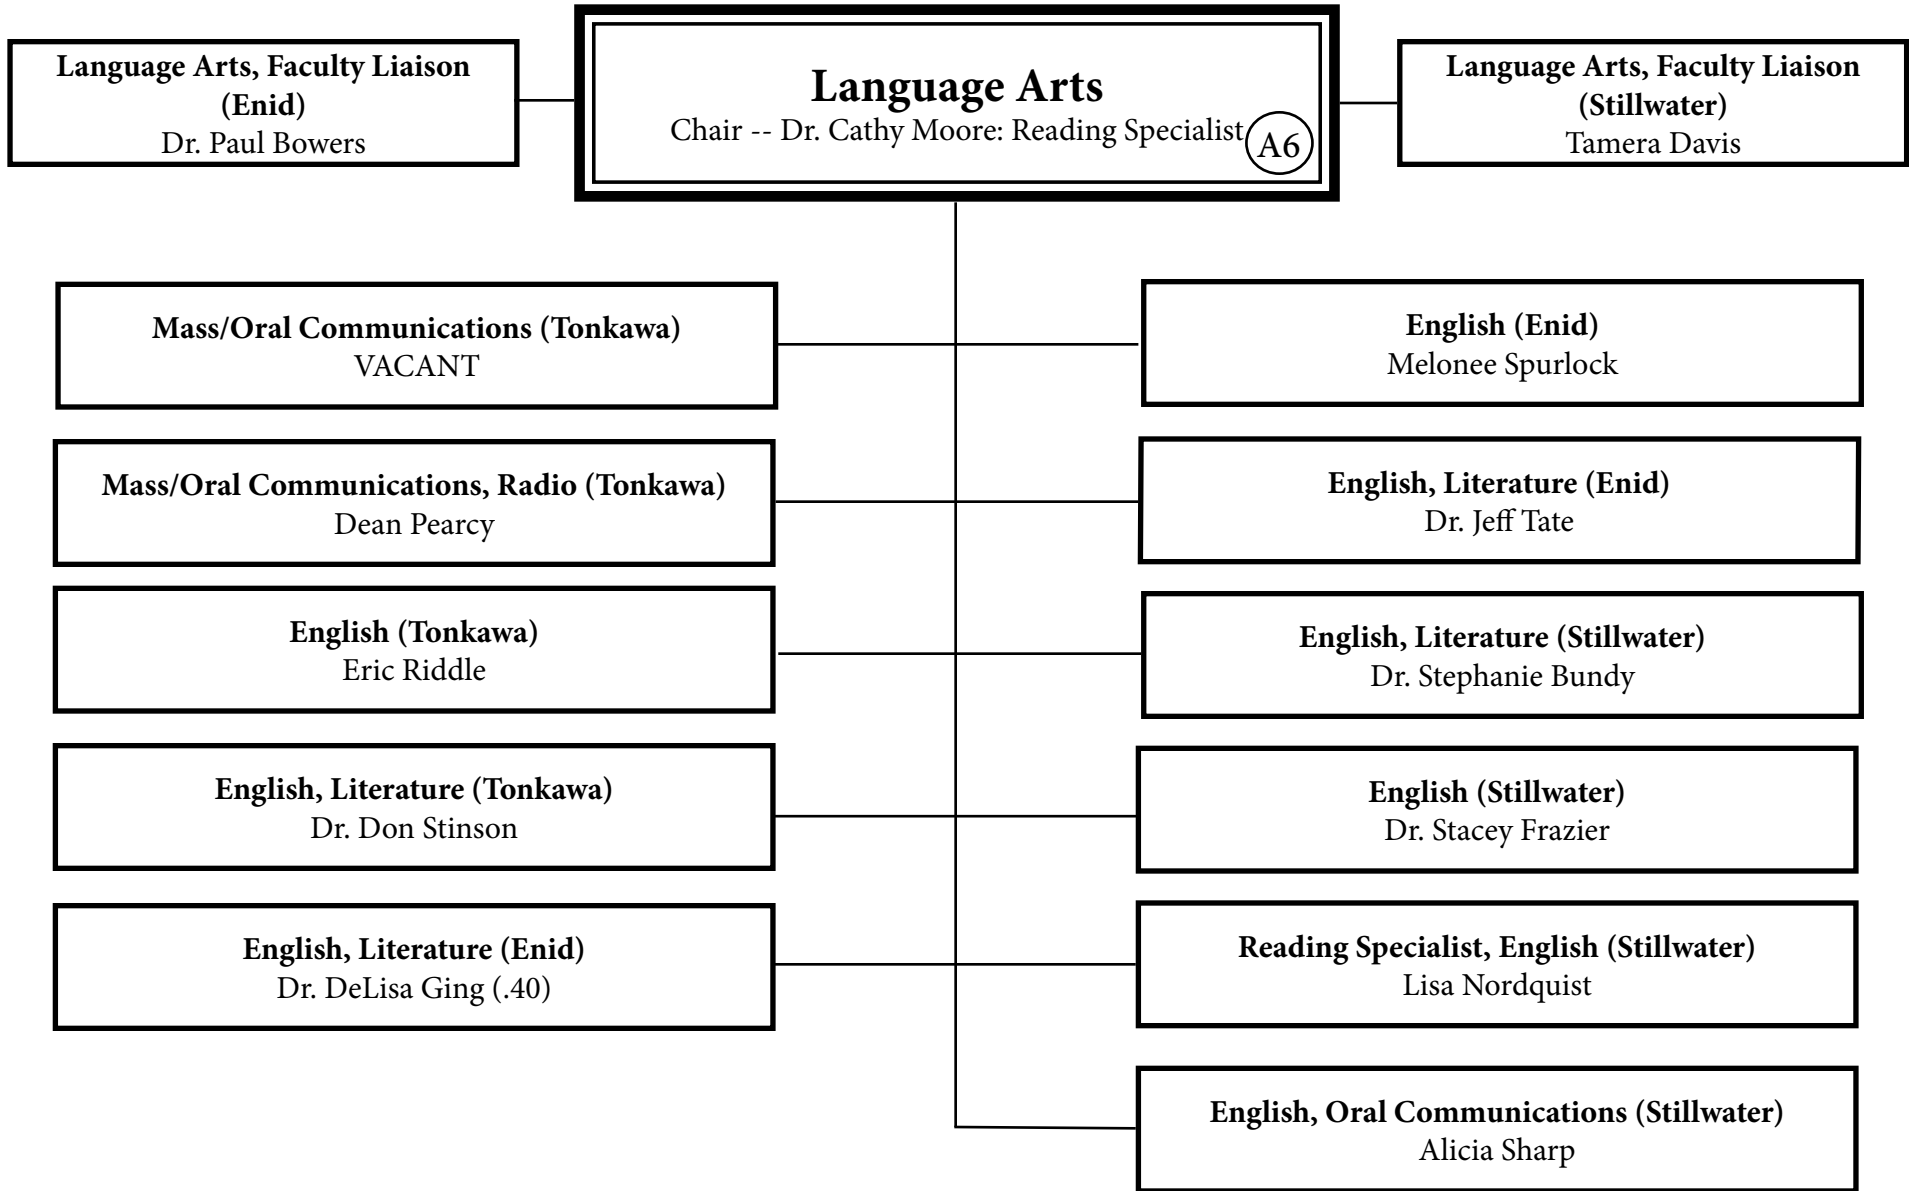 Language Arts, Faculty Liaison
(Enid)
Dr. Paul Bowers
Language Arts
Chair -- Dr. Cathy Moore: Reading Specialist
A6
Language Arts, Faculty Liaison
(Stillwater)
Tamera Davis
Mass/Oral Communications (Tonkawa)
VACANT
English (Enid)
Melonee Spurlock
Mass/Oral Communications, Radio (Tonkawa)
Dean Pearcy
English, Literature (Enid)
Dr. Jeff Tate
English (Tonkawa)
Eric Riddle
English, Literature (Stillwater)
Dr. Stephanie Bundy
English, Literature (Tonkawa)
Dr. Don Stinson
English (Stillwater)
Dr. Stacey Frazier
English, Literature (Enid)
Dr. DeLisa Ging (.40)
Reading Specialist, English (Stillwater)
Lisa Nordquist
English, Oral Communications (Stillwater)
Alicia Sharp